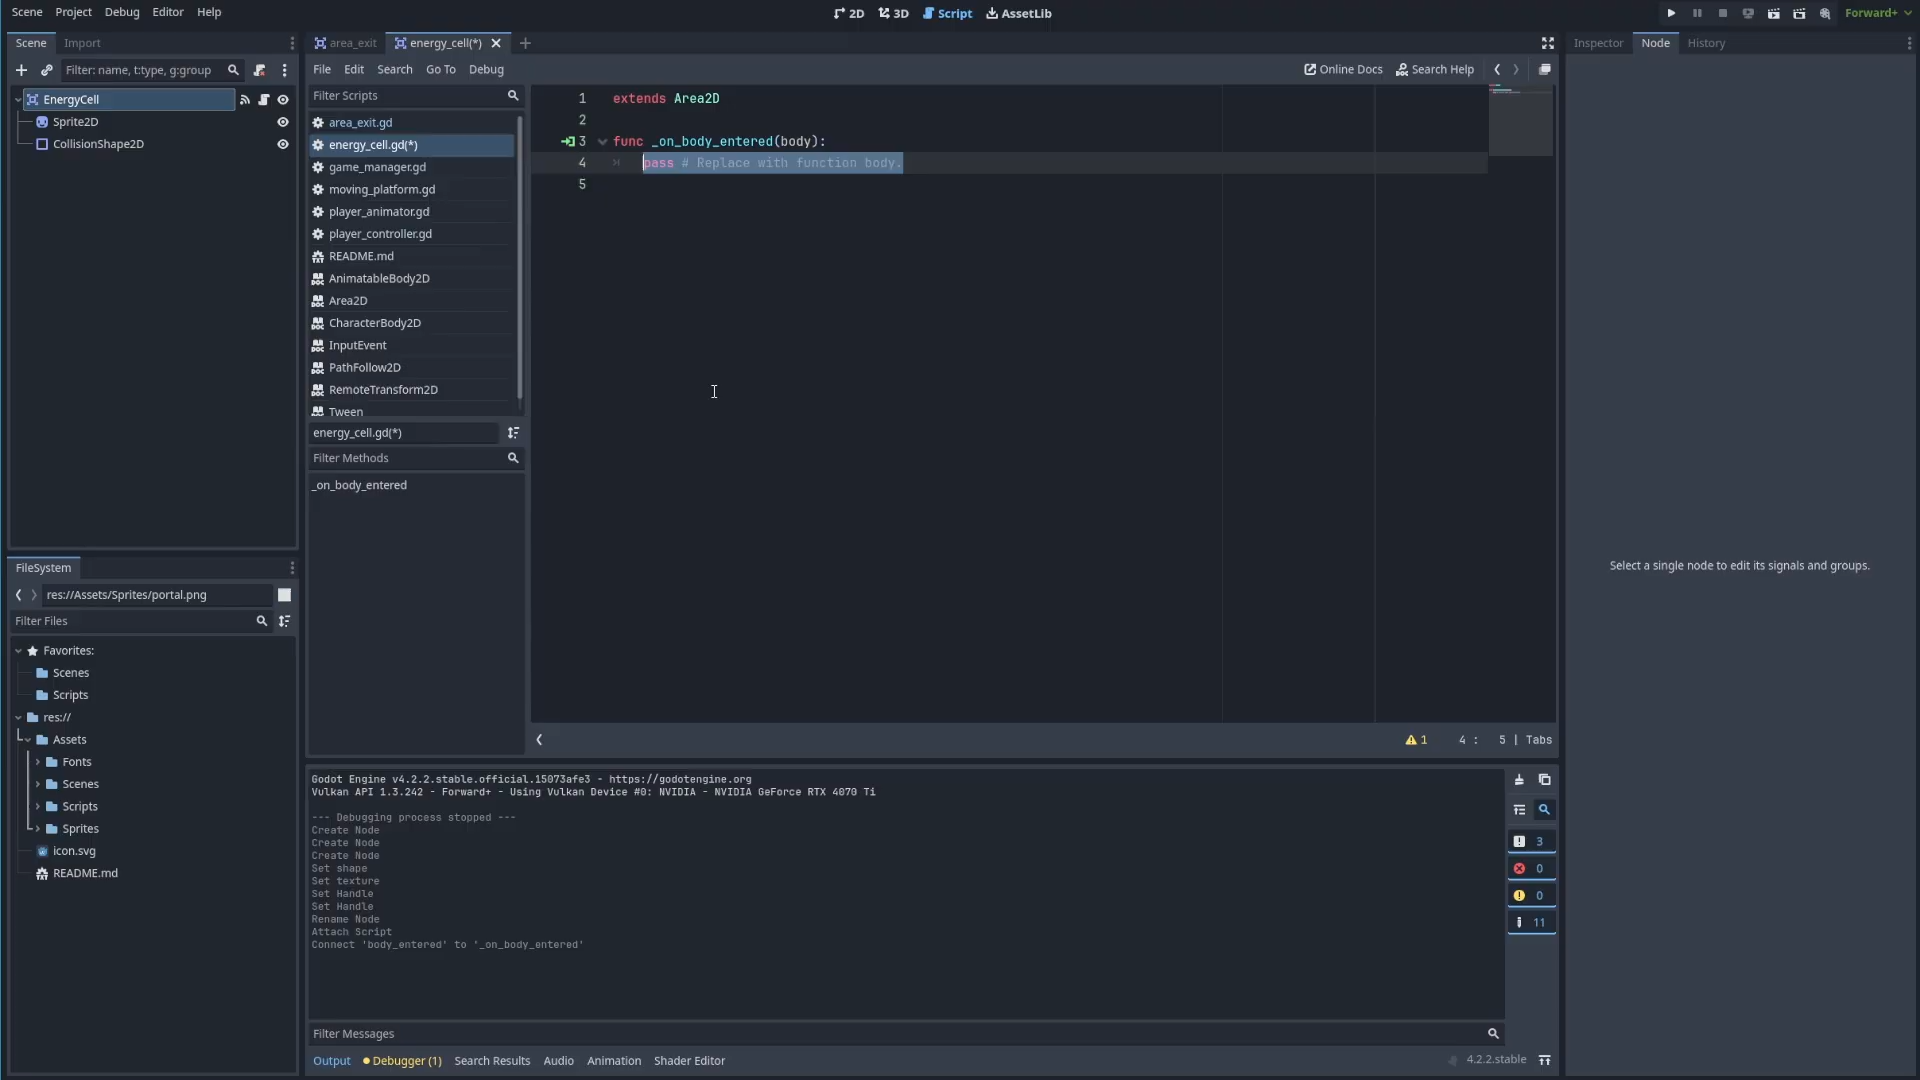 Scene Project Debug Editor Help
2D 3D Script AssetLib
Forward+
Scene Import
Filter: name, t:type, g:group
EnergyCell
Sprite2D
CollisionShape2D
FileSystem
res://Assets/Sprites/portal.png
Filter Files
Favorites:
Scenes
Scripts
res://
Assets
Fonts
Scenes
Scripts
Sprites
icon.svg
README.md
area_exit energy_cell(*)
File Edit Search Go To Debug
Online Docs Search Help
Filter Scripts
area_exit.gd
energy_cell.gd(*)
game_manager.gd
moving_platform.gd
player_animator.gd
player_controller.gd
README.md
AnimatableBody2D
Area2D
CharacterBody2D
InputEvent
PathFollow2D
RemoteTransform2D
Tween
energy_cell.gd(*)
Filter Methods
_on_body_entered
1 extends Area2D
2
3 func _on_body_entered(body):
4 pass # Replace with function body.
5
1 4 : 5 | Tabs
Godot Engine v4.2.2.stable.official.15073afe3 - https://godotengine.org
Vulkan API 1.3.242 - Forward+ - Using Vulkan Device #0: NVIDIA - NVIDIA GeForce RTX 4070 Ti
--- Debugging process stopped ---
Create Node
Create Node
Create Node
Set shape
Set texture
Set Handle
Set Handle
Rename Node
Attach Script
Connect 'body_entered' to '_on_body_entered'
3
0
0
11
Filter Messages
Output Debugger (1) Search Results Audio Animation Shader Editor
4.2.2.stable
Inspector Node History
Select a single node to edit its signals and groups.